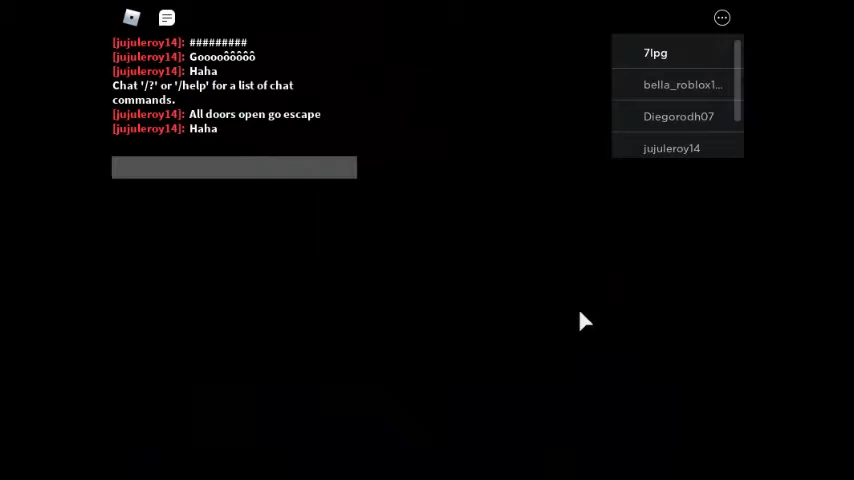 [jujuleroy14]: #########
[jujuleroy14]: Gooooôôôôô
[jujuleroy14]: Haha
Chat '/?' or '/help' for a list of chat
commands.
[jujuleroy14]: All doors open go escape
[jujuleroy14]: Haha
7lpg
bella_roblox1...
Diegorodh07
jujuleroy14